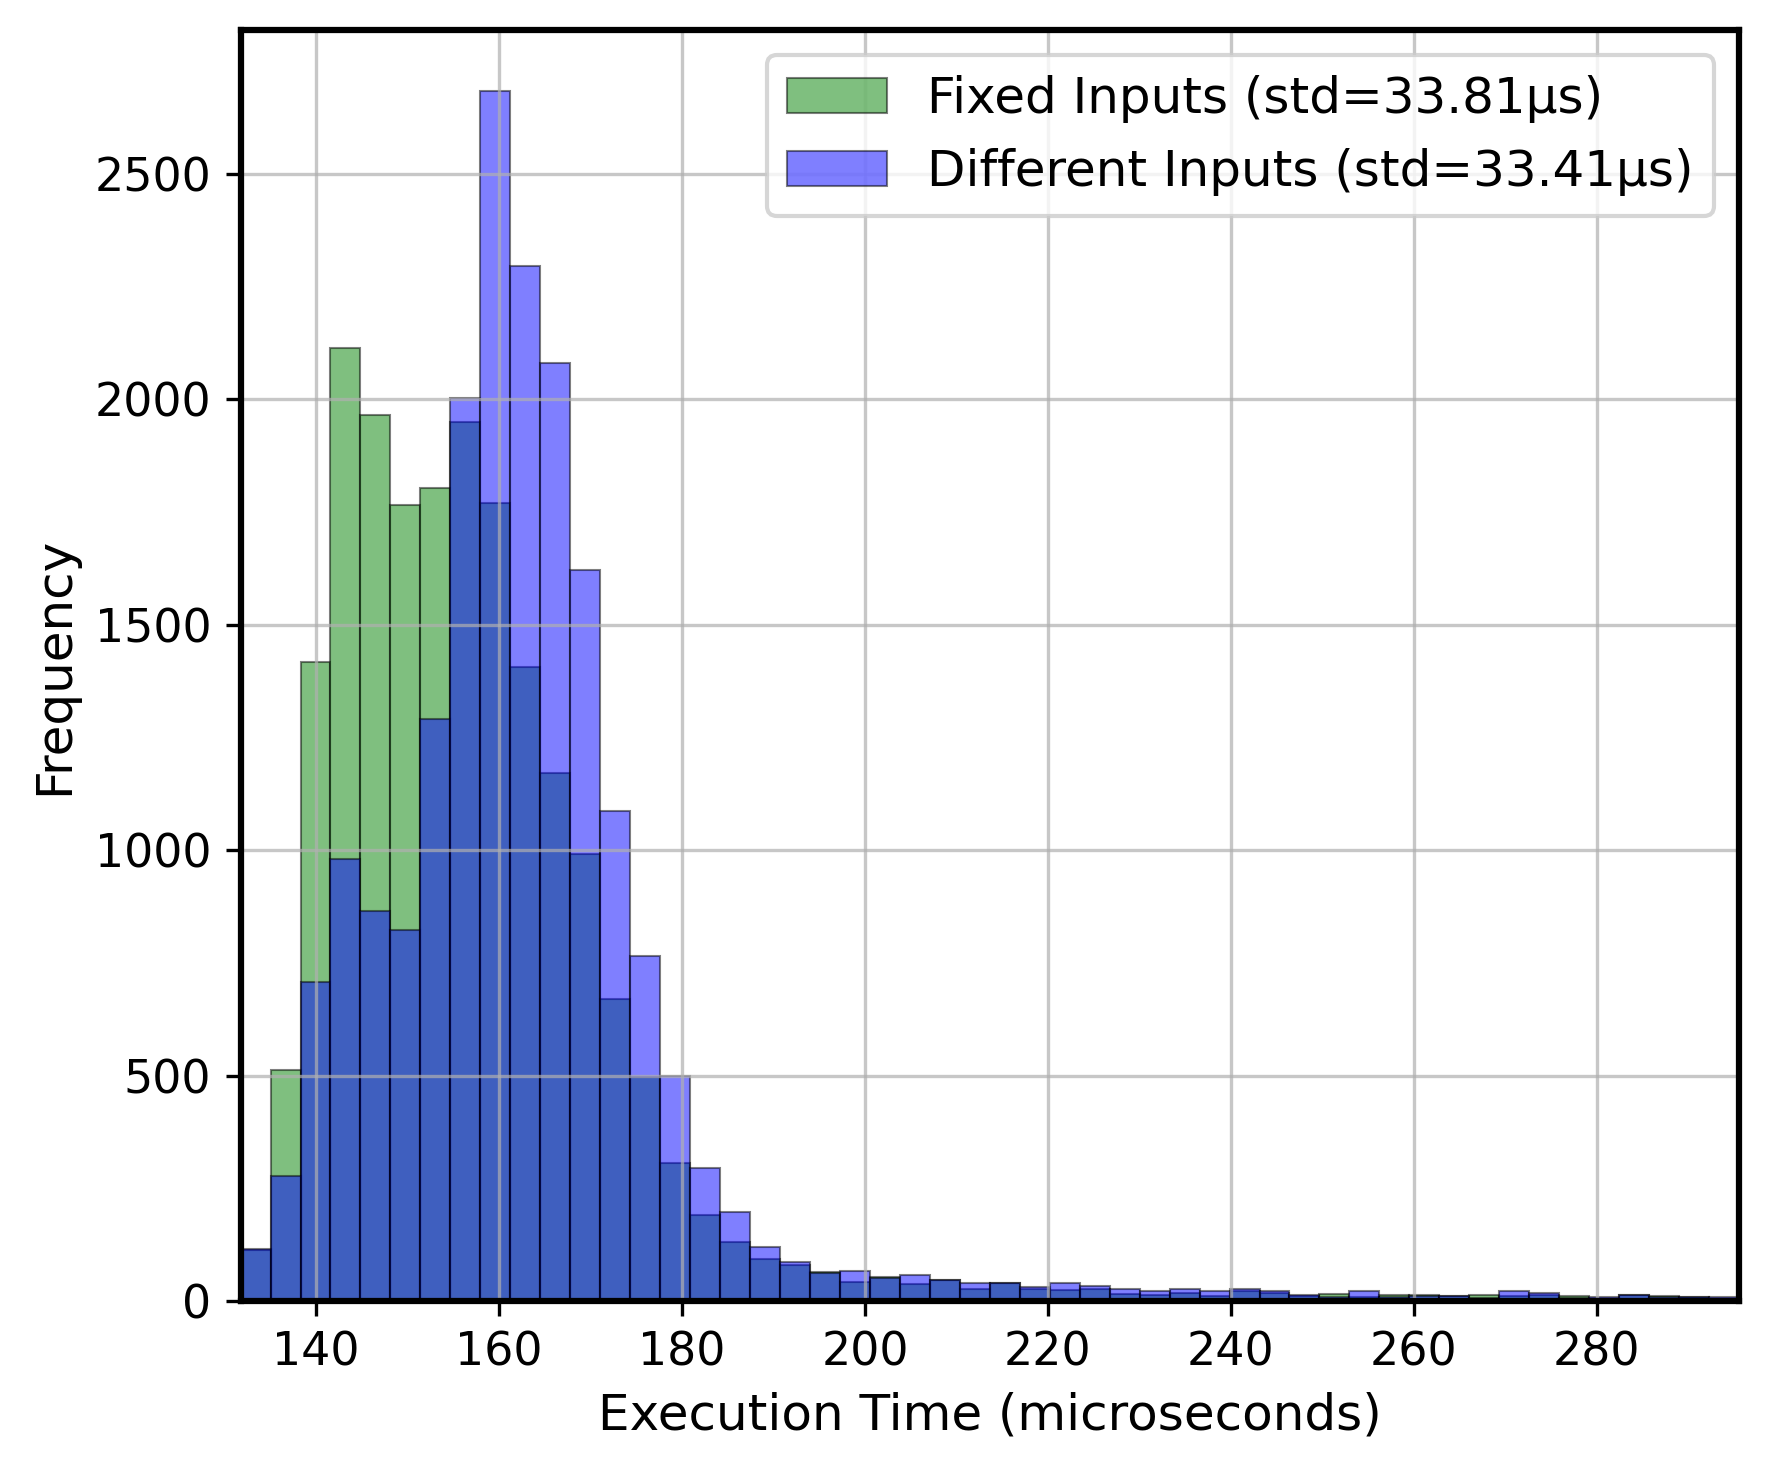 Fixed Inputs (std=33.81μs)
Different Inputs (std=33.41μs)
Frequency
2500
2000
1500
1000
500
0
140 160 180 200 220 240 260 280
Execution Time (microseconds)